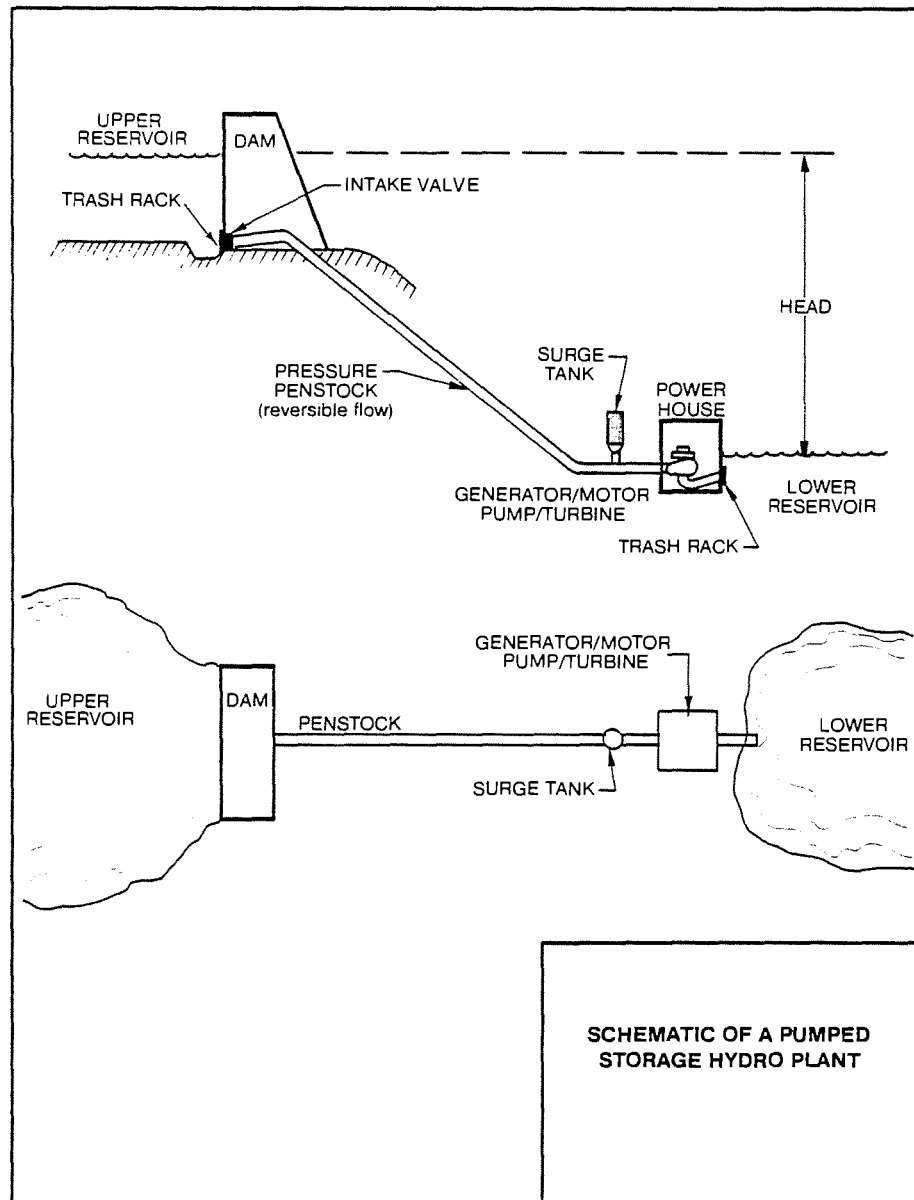 UPPER
RESERVOIR
DAM
INTAKE VALVE
TRASH RACK
HEAD
SURGE
TANK
PRESSURE
PENSTOCK
(reversible flow)
POWER
HOUSE
GENERATOR/MOTOR
PUMP/TURBINE
LOWER
RESERVOIR
TRASH RACK
GENERATOR/MOTOR
PUMP/TURBINE
UPPER
RESERVOIR
DAM
PENSTOCK
LOWER
RESERVOIR
SURGE TANK
SCHEMATIC OF A PUMPED
STORAGE HYDRO PLANT